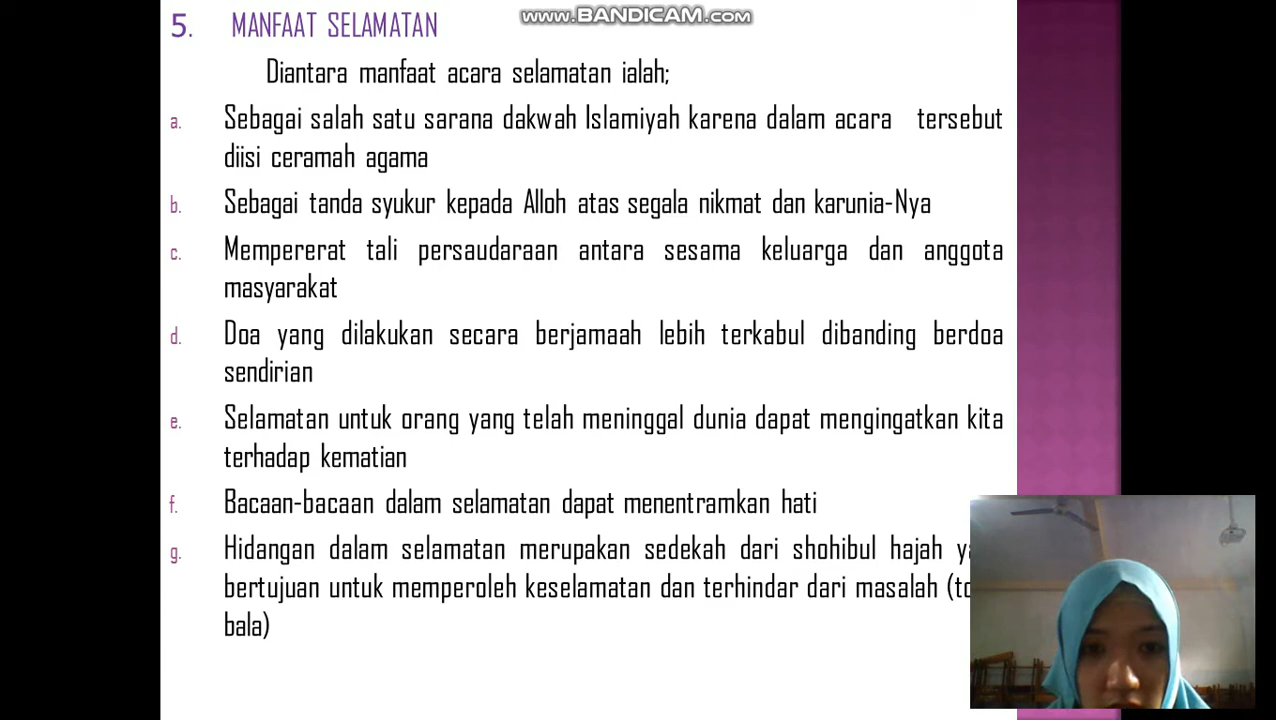 www.BANDICAM.com
5. MANFAAT SELAMATAN
Diantara manfaat acara selamatan ialah;
a. Sebagai salah satu sarana dakwah Islamiyah karena dalam acara tersebut
diisi ceramah agama
b. Sebagai tanda syukur kepada Alloh atas segala nikmat dan karunia-Nya
c. Mempererat tali persaudaraan antara sesama keluarga dan anggota
masyarakat
d. Doa yang dilakukan secara berjamaah lebih terkabul dibanding berdoa
sendirian
e. Selamatan untuk orang yang telah meninggal dunia dapat mengingatkan kita
terhadap kematian
f. Bacaan-bacaan dalam selamatan dapat menentramkan hati
g. Hidangan dalam selamatan merupakan sedekah dari shohibul hajah
bertujuan untuk memperoleh keselamatan dan terhindar dari masalah
bala)